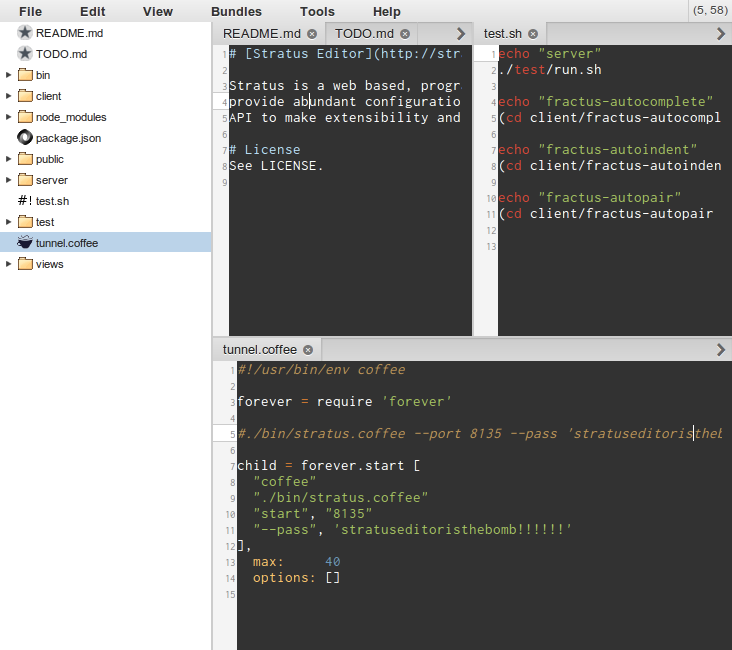 File Edit View Bundles Tools Help (5, 58)
README.md
TODO.md
bin
client
node_modules
package.json
public
server
#! test.sh
test
tunnel.coffee
views
README.md TODO.md
1 # [Stratus Editor](http://str
2
3 Stratus is a web based, progr
4 provide abundant configuratio
5 API to make extensibility and
6
7 # License
8 See LICENSE.
9
test.sh
1 echo "server"
2 ./test/run.sh
3
4 echo "fractus-autocomplete"
5 (cd client/fractus-autocompl
6
7 echo "fractus-autoindent"
8 (cd client/fractus-autoinden
9
10 echo "fractus-autopair"
11 (cd client/fractus-autopair
12
13
tunnel.coffee
1 #!/usr/bin/env coffee
2
3 forever = require 'forever'
4
5 #./bin/stratus.coffee --port 8135 --pass 'stratuseditoristheb
6
7 child = forever.start [
8 "coffee"
9 "./bin/stratus.coffee"
10 "start", "8135"
11 "--pass", 'stratuseditoristhebomb!!!!!!'
12 ],
13 max: 40
14 options: []
15